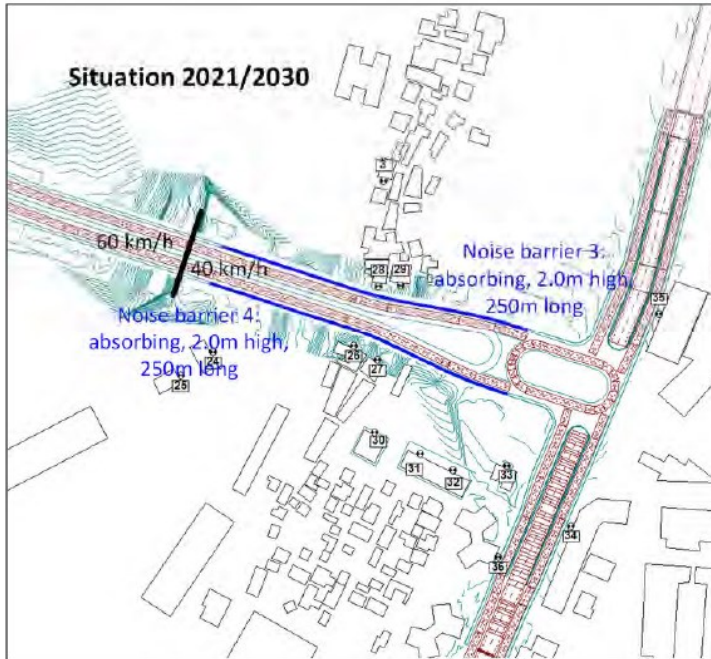 Situation 2021/2030
3
60 km/h
Noise barrier 3:
absorbing, 2.0m high,
250m long
40 km/h
28
29
35
Noise barrier 4:
absorbing, 2.0m high,
250m long
24
25
26
27
30
31
32
33
34
36